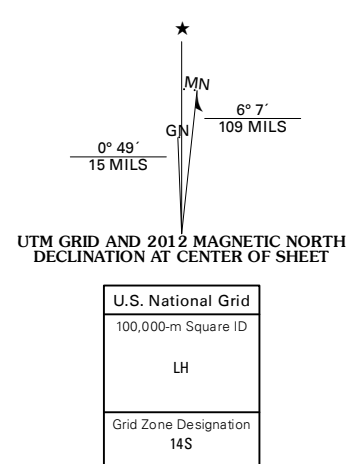 ★
MN
6° 7´
109 MILS
GN
0° 49´
15 MILS
UTM GRID AND 2012 MAGNETIC NORTH
DECLINATION AT CENTER OF SHEET
U.S. National Grid
100,000-m Square ID
LH
Grid Zone Designation
14S